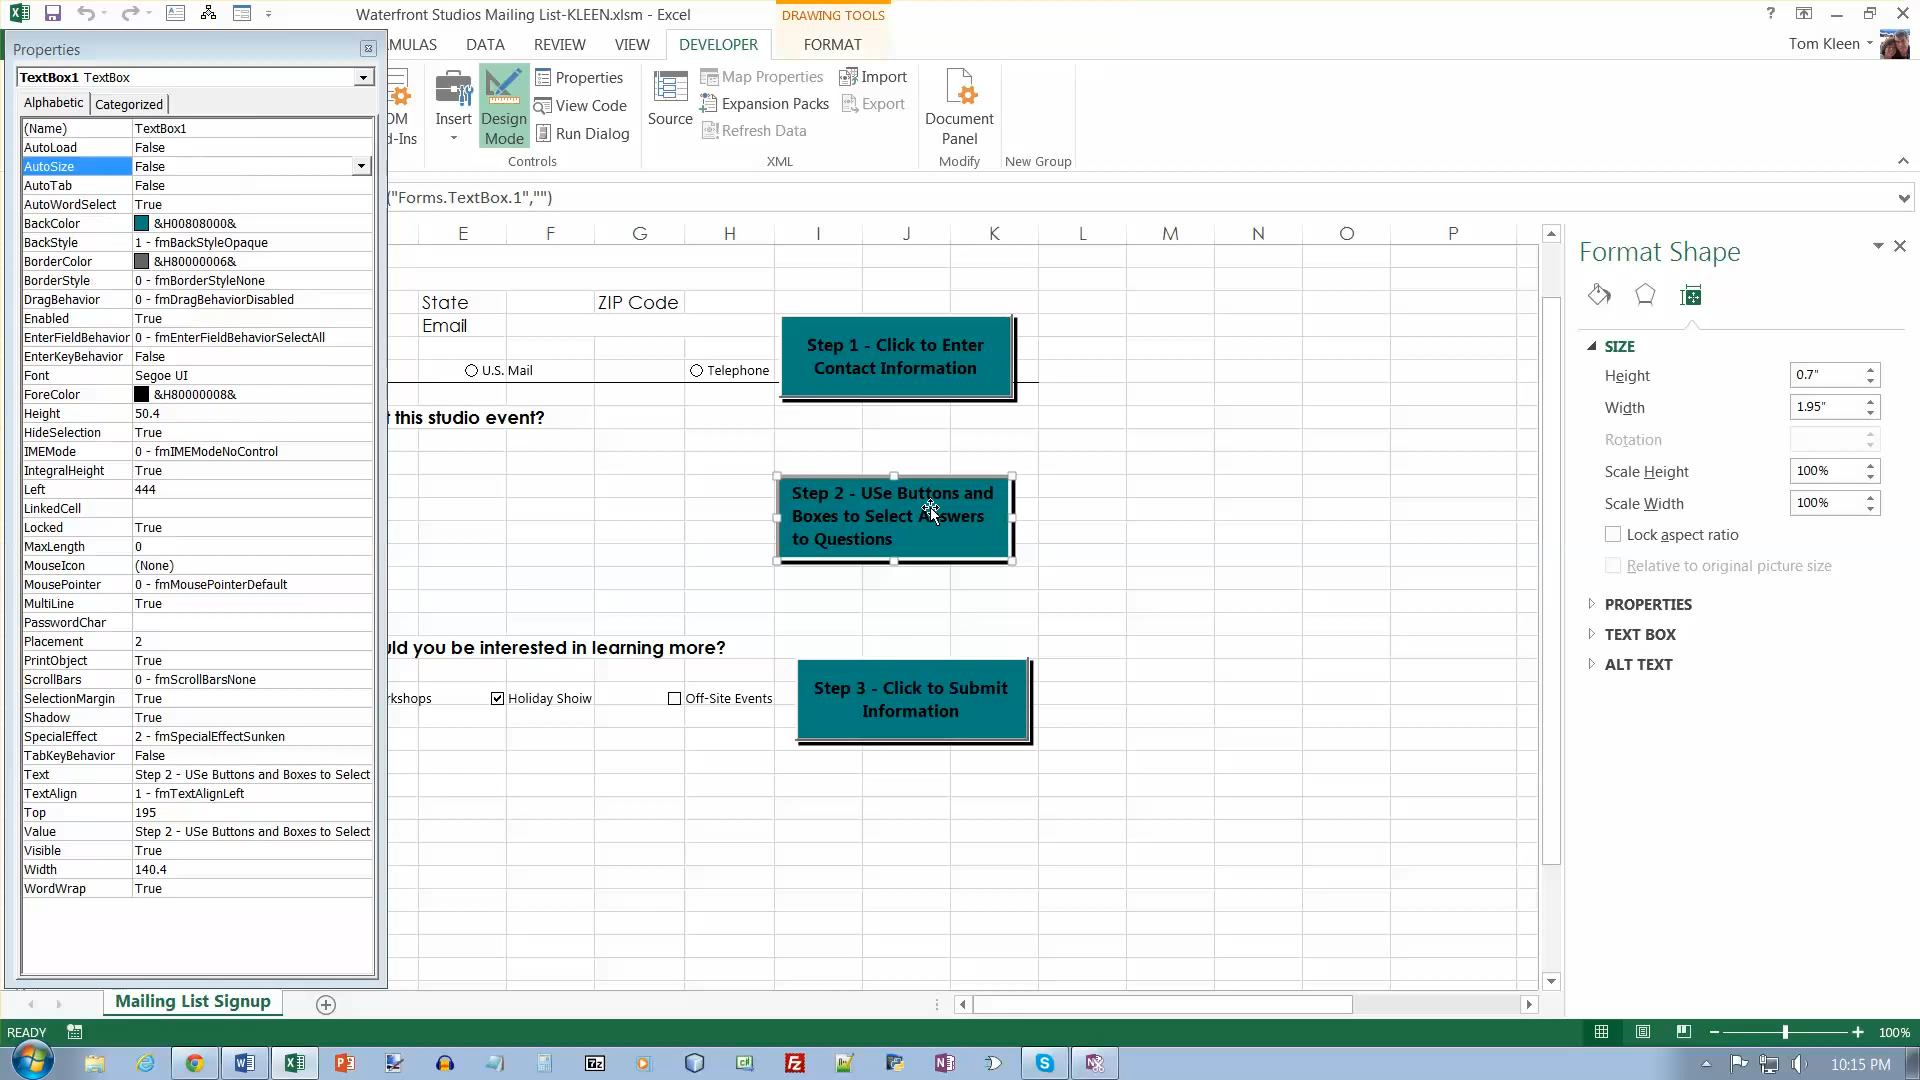 Waterfront Studios Mailing List-KLEEN.xlsm - Excel
DRAWING TOOLS
?
MULAS
DATA
REVIEW
VIEW
DEVELOPER
FORMAT
Tom Kleen
Properties
TextBox1 TextBox
Alphabetic
Categorized
(Name) TextBox1
AutoLoad False
AutoSize False
AutoTab False
AutoWordSelect True
BackColor &H00808000&
BackStyle 1 - fmBackStyleOpaque
BorderColor &H80000006&
BorderStyle 0 - fmBorderStyleNone
DragBehavior 0 - fmDragBehaviorDisabled
Enabled True
EnterFieldBehavior 0 - fmEnterFieldBehaviorSelectAll
EnterKeyBehavior False
Font Segoe UI
ForeColor &H80000008&
Height 50.4
HideSelection True
IMEMode 0 - fmIMEModeNoControl
IntegralHeight True
Left 444
LinkedCell
Locked True
MaxLength 0
MouseIcon (None)
MousePointer 0 - fmMousePointerDefault
MultiLine True
PasswordChar
Placement 2
PrintObject True
ScrollBars 0 - fmScrollBarsNone
SelectionMargin True
Shadow True
SpecialEffect 2 - fmSpecialEffectSunken
TabKeyBehavior False
Text Step 2 - USe Buttons and Boxes to Select
TextAlign 1 - fmTextAlignLeft
Top 195
Value Step 2 - USe Buttons and Boxes to Select
Visible True
Width 140.4
WordWrap True
OM
d-Ins
Insert
Design
Mode
Properties
View Code
Run Dialog
Controls
Source
Map Properties
Expansion Packs
Refresh Data
Import
Export
XML
Document
Panel
Modify
New Group
("Forms.TextBox.1","")
E F G H I J K L M N O P
State
ZIP Code
Email
U.S. Mail
Telephone
t this studio event?
Step 1 - Click to Enter
Contact Information
Step 2 - USe Buttons and
Boxes to Select Answers
to Questions
uld you be interested in learning more?
rkshops
Holiday Shoiw
Off-Site Events
Step 3 - Click to Submit
Information
Format Shape
SIZE
Height 0.7"
Width 1.95"
Rotation
Scale Height 100%
Scale Width 100%
Lock aspect ratio
Relative to original picture size
PROPERTIES
TEXT BOX
ALT TEXT
Mailing List Signup
READY
100%
7z
10:15 PM